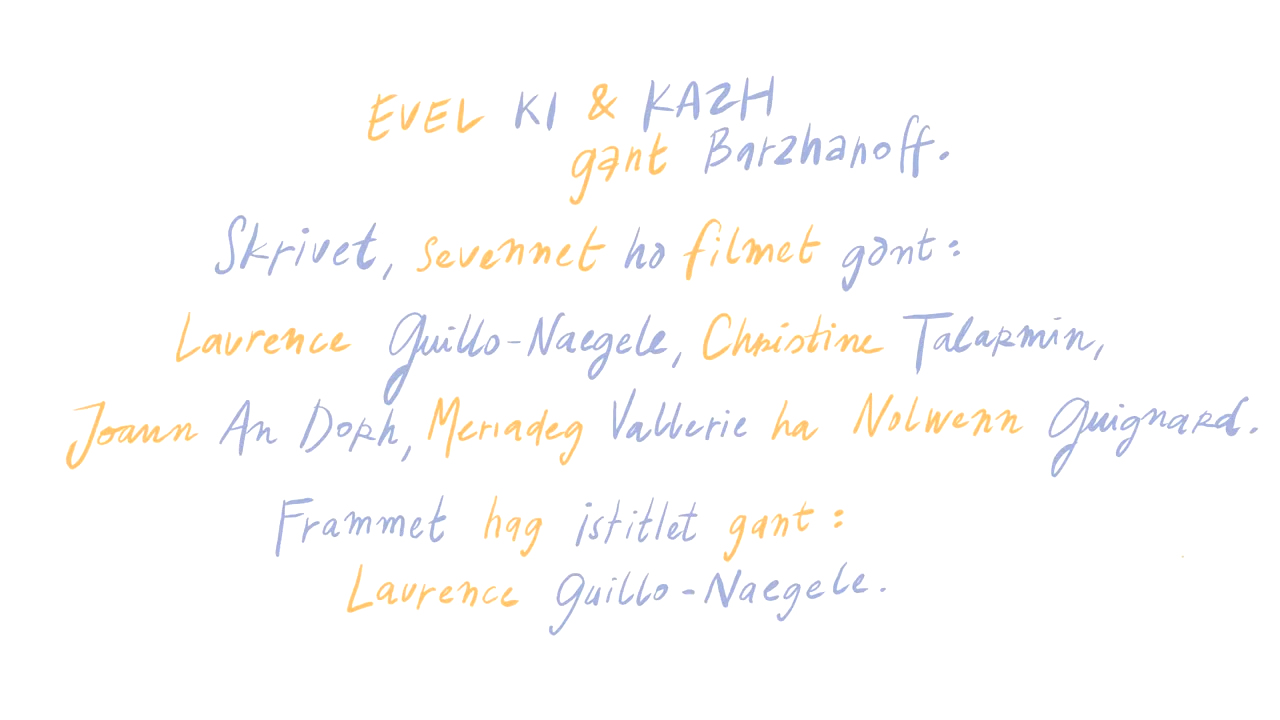 EVEL KI & KAZH
gant Barzhanoff.
Skrivet, sevennet ha filmet gant:
Laurence Guillo-Naegele, Christine Talarmin,
Joann An Dorh, Meriadeg Vallerie ha Nolwenn Guignard.
Frammet hag istitlet gant:
Laurence Guillo-Naegele.